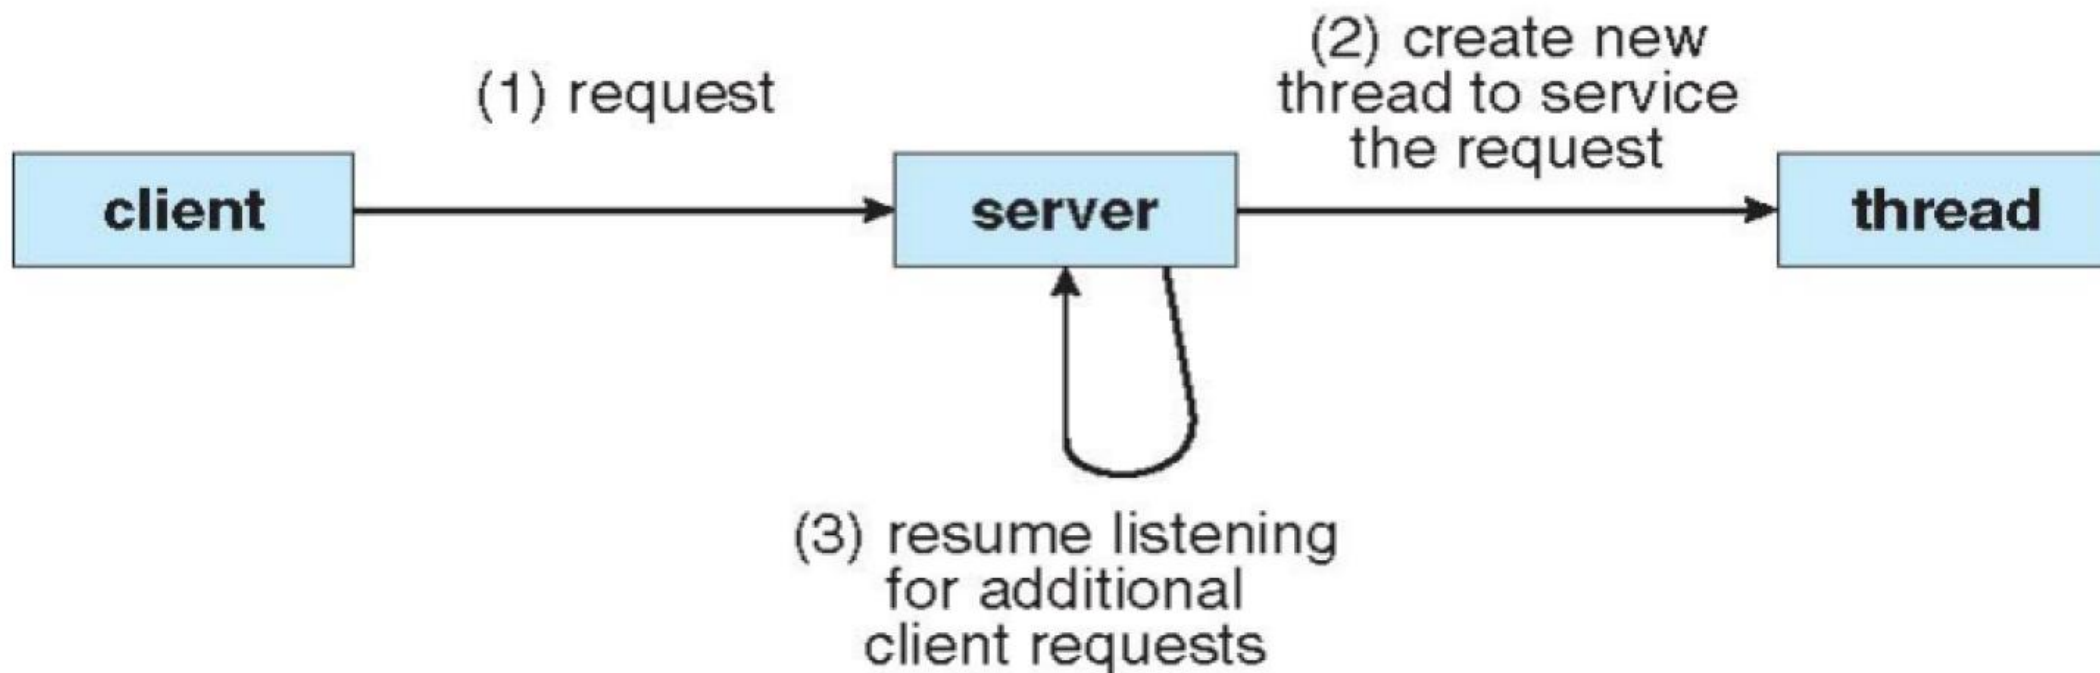 (1) request
(2) create new
thread to service
the request
client
server
thread
(3) resume listening
for additional
client requests